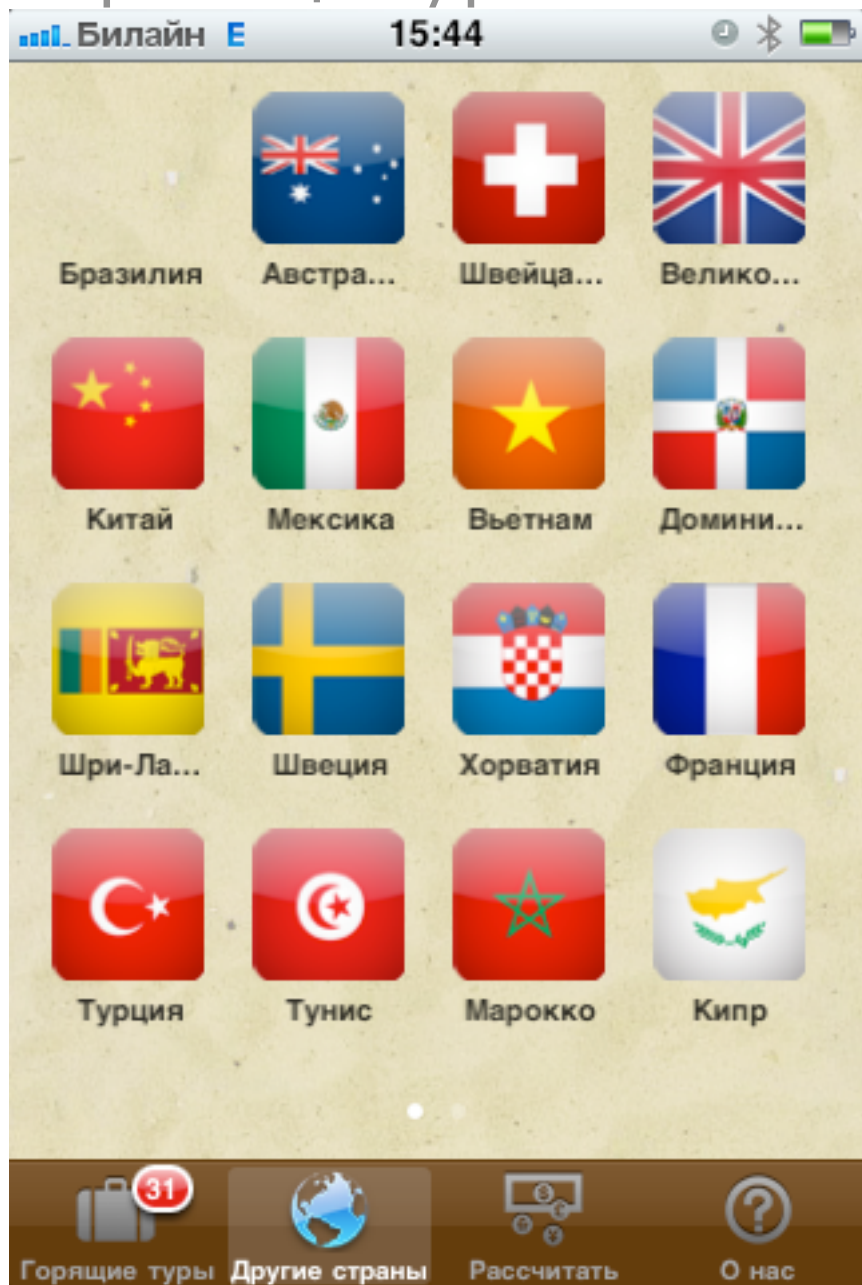 Билайн E 15:44
Бразилия Австра... Швейца... Велико...
Китай Мексика Вьетнам Домини...
Шри-Ла... Швеция Хорватия Франция
Турция Тунис Марокко Кипр
31
Горящие туры Другие страны Рассчитать О нас